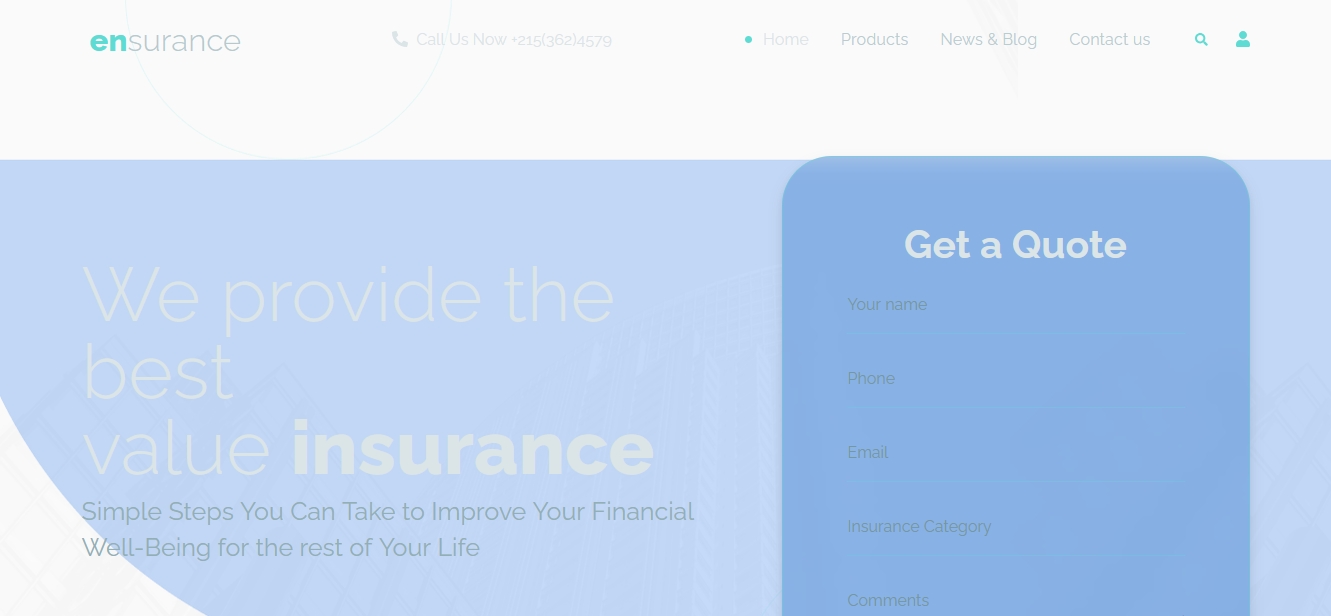 ensurance
Call Us Now +215(362)4579
Home
Products
News & Blog
Contact us
We provide the
best
value insurance
Simple Steps You Can Take to Improve Your Financial
Well-Being for the rest of Your Life
Get a Quote
Your name
Phone
Email
Insurance Category
Comments